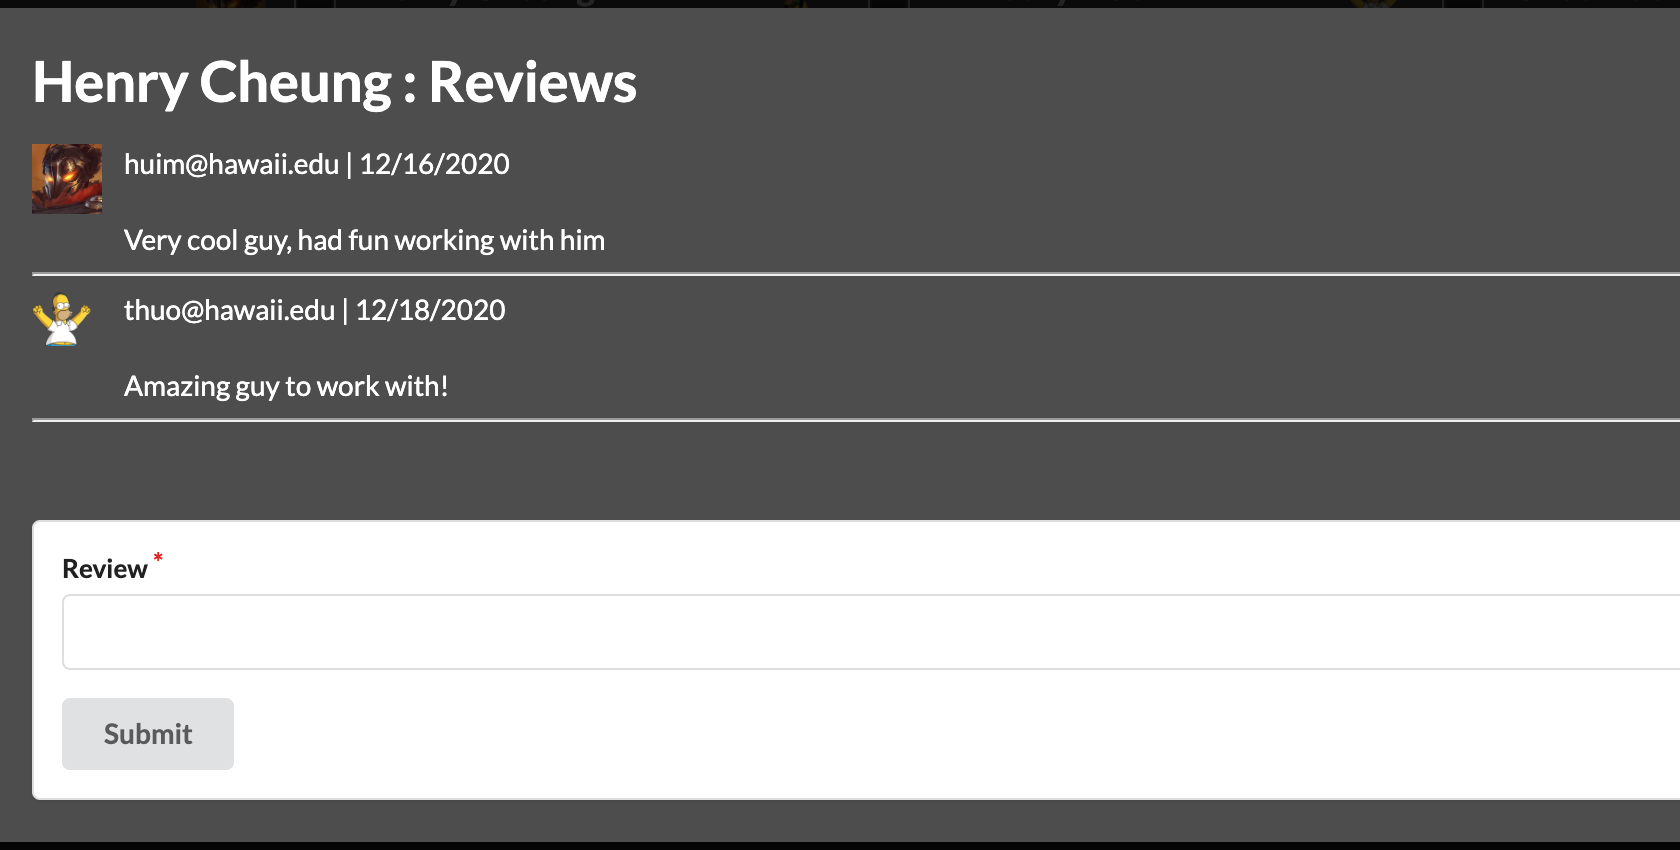 Henry Cheung : Reviews
huim@hawaii.edu | 12/16/2020
Very cool guy, had fun working with him
thuo@hawaii.edu | 12/18/2020
Amazing guy to work with!
Review *
Submit